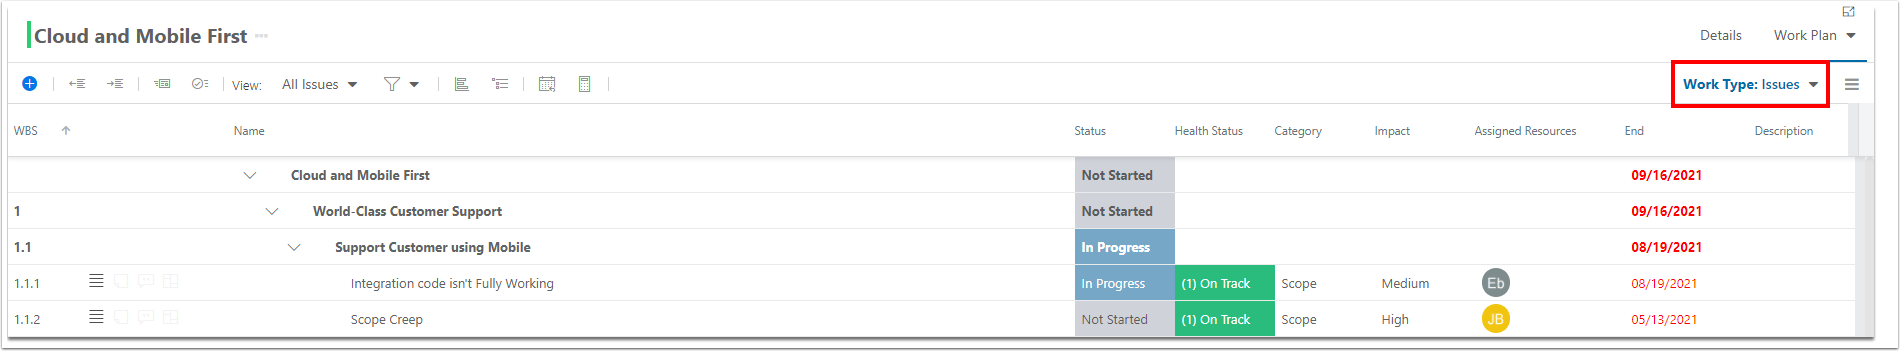 Cloud and Mobile First
Details Work Plan
View: All Issues Work Type: Issues
WBS Name Status Health Status Category Impact Assigned Resources End Description
Cloud and Mobile First Not Started 09/16/2021
1 World-Class Customer Support Not Started 09/16/2021
1.1 Support Customer using Mobile In Progress 08/19/2021
1.1.1 Integration code isn't Fully Working In Progress (1) On Track Scope Medium Eb 08/19/2021
1.1.2 Scope Creep Not Started (1) On Track Scope High JB 05/13/2021